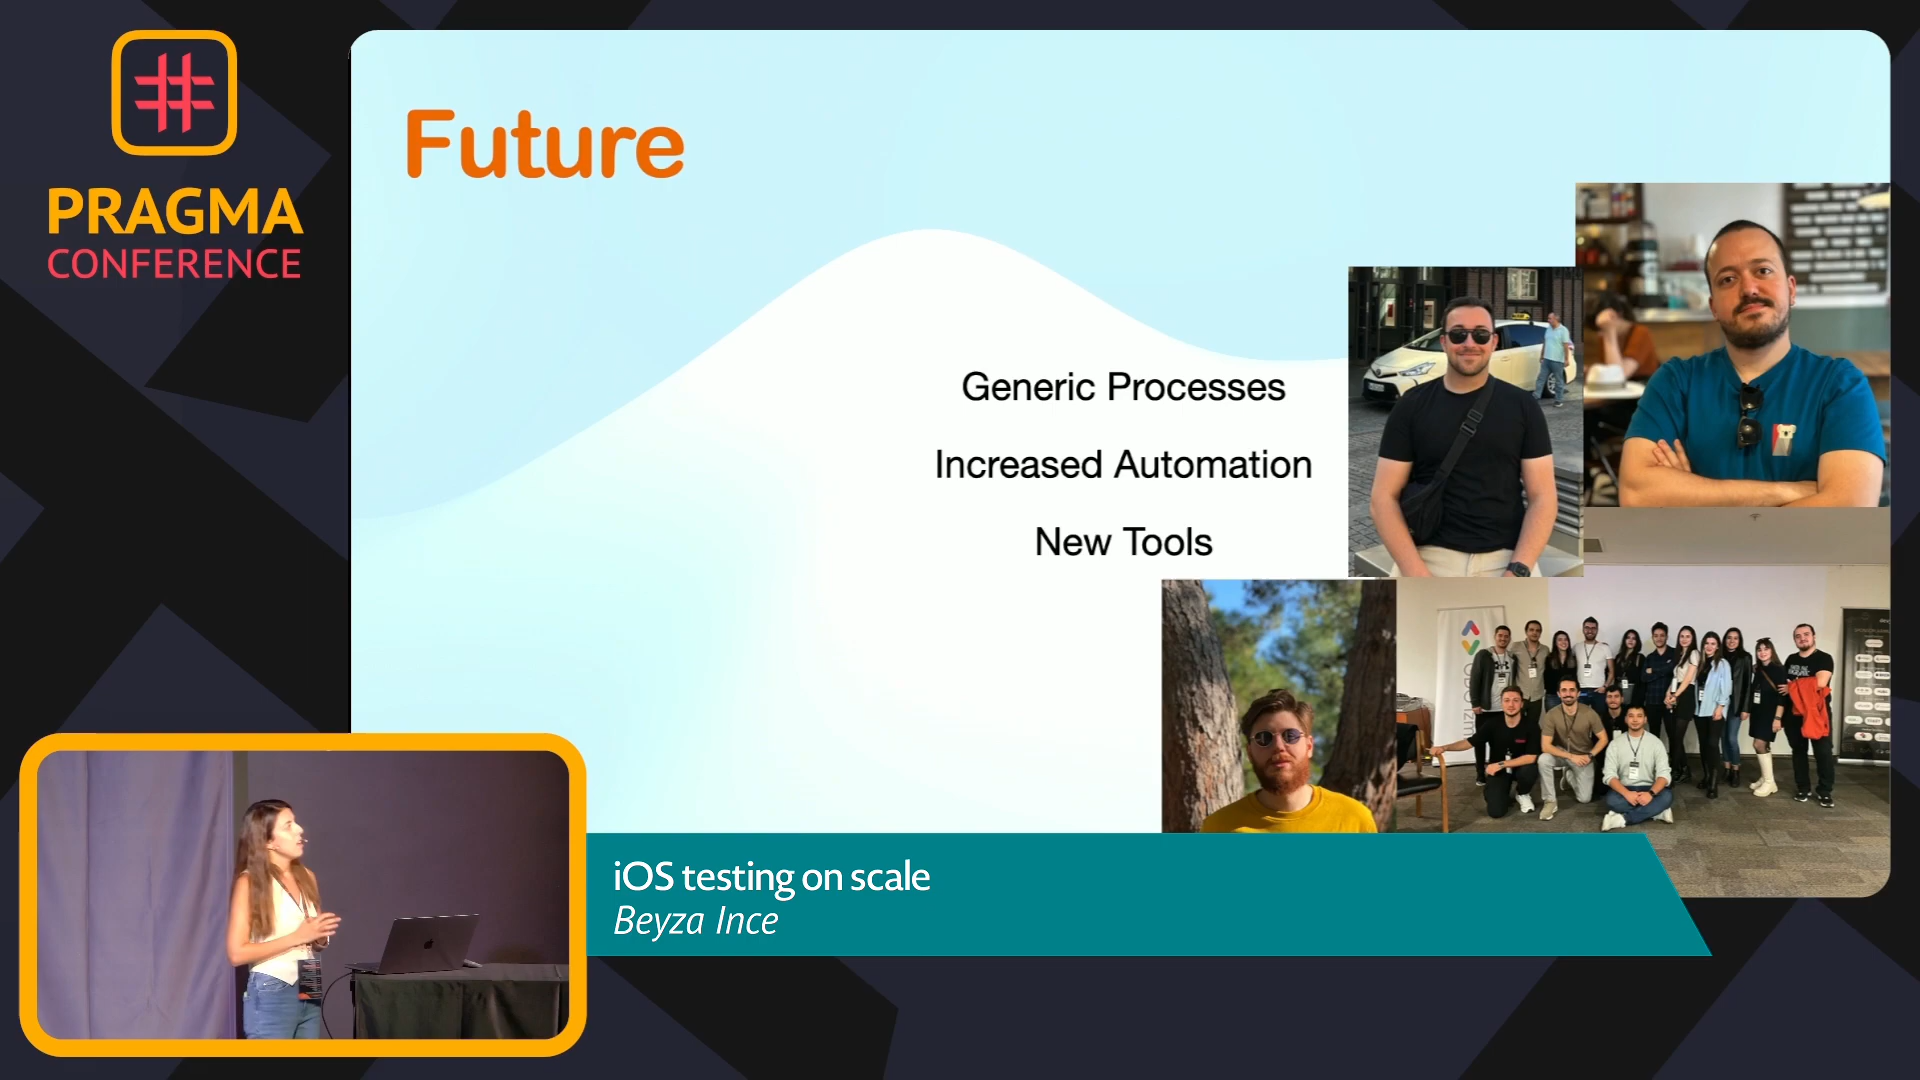 PRAGMA
CONFERENCE
Future
Generic Processes
Increased Automation
New Tools
iOS testing on scale
Beyza Ince